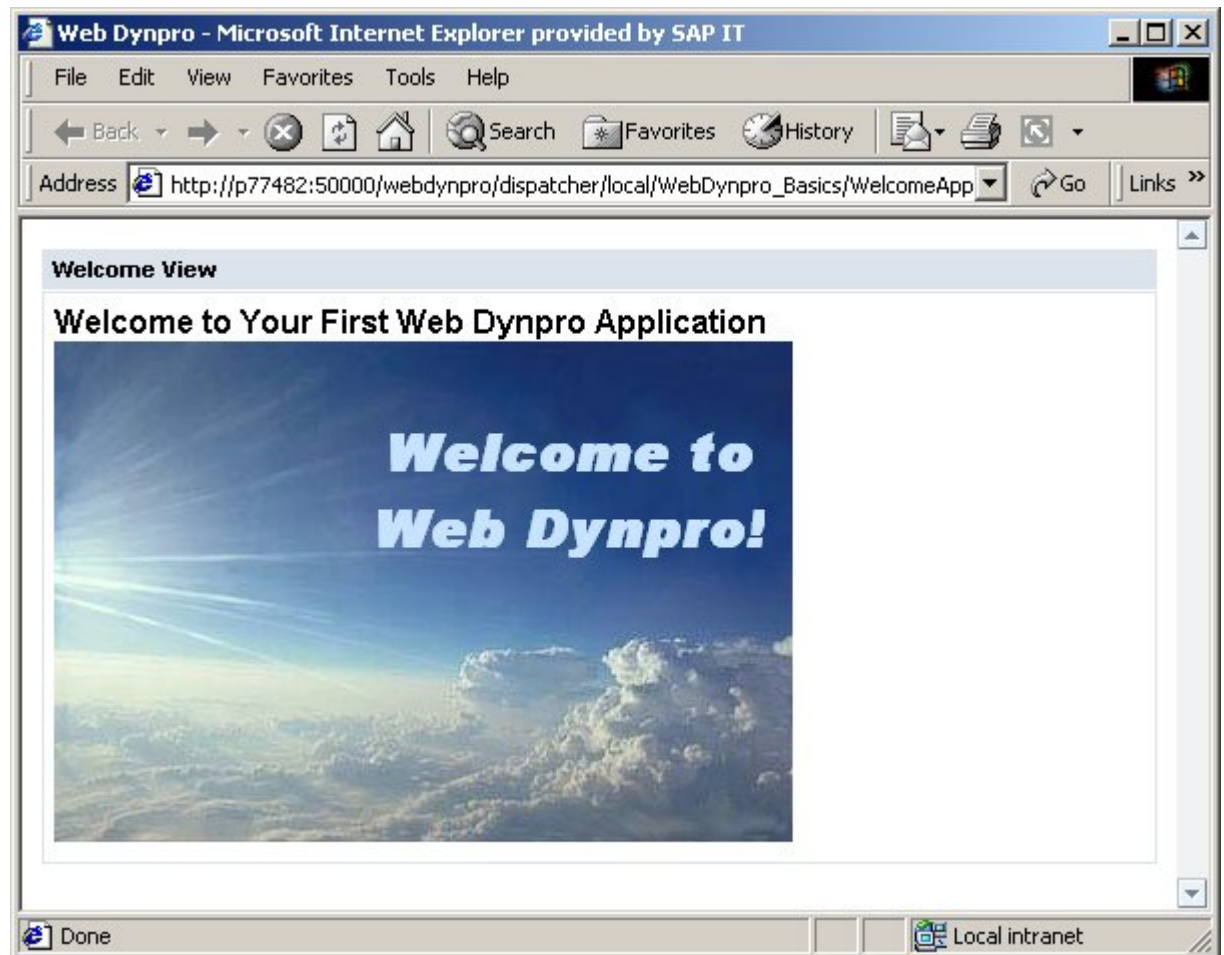 Web Dynpro - Microsoft Internet Explorer provided by SAP IT
File Edit View Favorites Tools Help
Back Search Favorites History
Address http://p77482:50000/webdynpro/dispatcher/local/WebDynpro_Basics/WelcomeApp Go Links »
Welcome View
Welcome to Your First Web Dynpro Application
Welcome to
Web Dynpro!
Done Local intranet